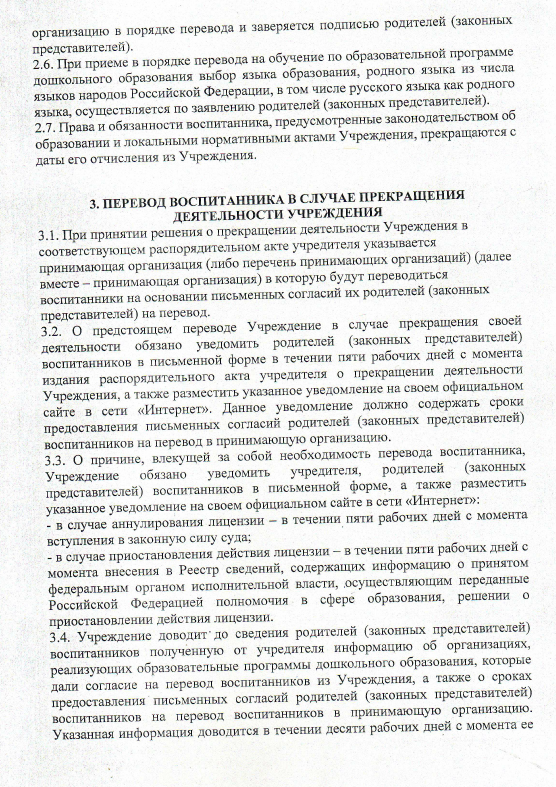 организацию в порядке перевода и заверяется подписью родителей (законных
представителей).
2.6. При приеме в порядке перевода на обучение по образовательной программе
дошкольного образования выбор языка образования, родного языка из числа
языков народов Российской Федерации, в том числе русского языка как родного
языка, осуществляется по заявлению родителей (законных представителей).
2.7. Права и обязанности воспитанника, предусмотренные законодательством об
образовании и локальными нормативными актами Учреждения, прекращаются с
даты его отчисления из Учреждения.
3. ПЕРЕВОД ВОСПИТАННИКА В СЛУЧАЕ ПРЕКРАЩЕНИЯ
ДЕЯТЕЛЬНОСТИ УЧРЕЖДЕНИЯ
3.1. При принятии решения о прекращении деятельности Учреждения в
соответствующем распорядительном акте учредителя указывается
принимающая организация (либо перечень принимающих организаций) (далее
вместе – принимающая организация) в которую будут переводиться
воспитанники на основании письменных согласий их родителей (законных
представителей) на перевод.
3.2. О предстоящем переводе Учреждение в случае прекращения своей
деятельности обязано уведомить родителей (законных представителей)
воспитанников в письменной форме в течении пяти рабочих дней с момента
издания распорядительного акта учредителя о прекращении деятельности
Учреждения, а также разместить указанное уведомление на своем официальном
сайте в сети «Интернет». Данное уведомление должно содержать сроки
предоставления письменных согласий родителей (законных представителей)
воспитанников на перевод в принимающую организацию.
3.3. О причине, влекущей за собой необходимость перевода воспитанника,
Учреждение обязано уведомить учредителя, родителей (законных
представителей) воспитанников в письменной форме, а также разместить
указанное уведомление на своем официальном сайте в сети «Интернет»:
- в случае аннулирования лицензии – в течении пяти рабочих дней с момента
вступления в законную силу суда;
- в случае приостановления действия лицензии – в течении пяти рабочих дней с
момента внесения в Реестр сведений, содержащих информацию о принятом
федеральным органом исполнительной власти, осуществляющим переданные
Российской Федерацией полномочия в сфере образования, решении о
приостановлении действия лицензии.
3.4. Учреждение доводит до сведения родителей (законных представителей)
воспитанников полученную от учредителя информацию об организациях,
реализующих образовательные программы дошкольного образования, которые
дали согласие на перевод воспитанников из Учреждения, а также о сроках
предоставления письменных согласий родителей (законных представителей)
воспитанников на перевод воспитанников в принимающую организацию.
Указанная информация доводится в течении десяти рабочих дней с момента ее